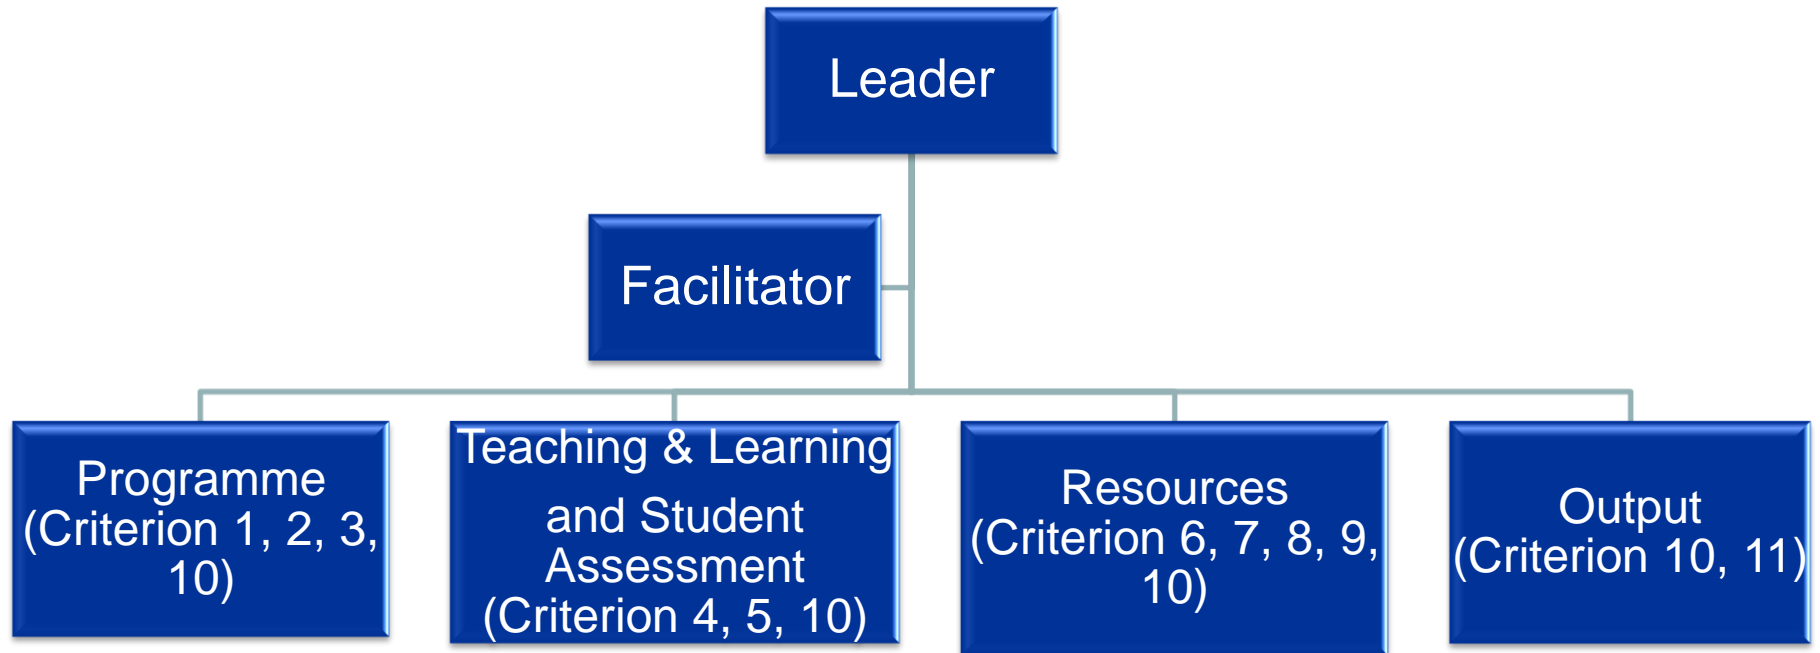 Leader
Facilitator
Programme
(Criterion 1, 2, 3,
10)
Teaching & Learning
and Student
Assessment
(Criterion 4, 5, 10)
Resources
(Criterion 6, 7, 8, 9,
10)
Output
(Criterion 10, 11)